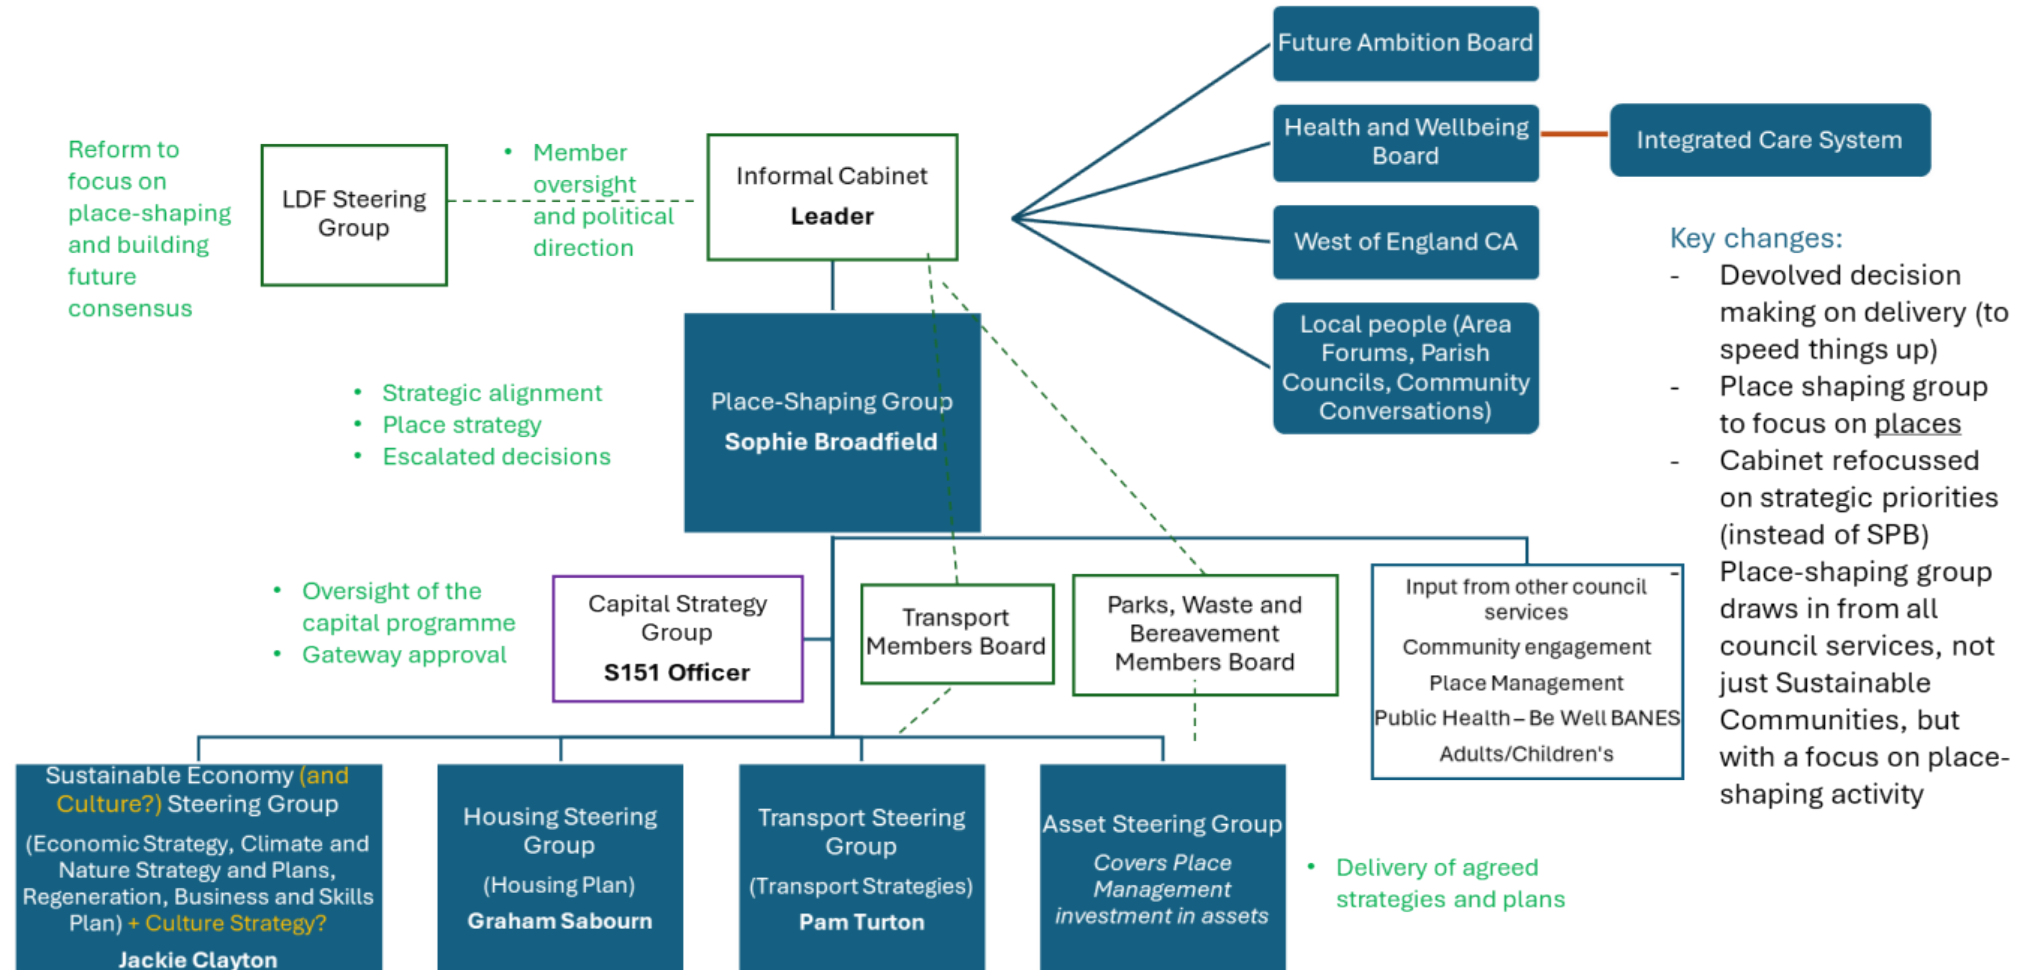 Future Ambition Board
Health and Wellbeing
Board
Integrated Care System
West of England CA
Local people (Area
Forums, Parish
Councils, Community
Conversations)
Reform to
focus on
place-shaping
and building
future
consensus
LDF Steering
Group
• Member
oversight
and political
direction
Informal Cabinet
Leader
Key changes:
- Devolved decision
making on delivery (to
speed things up)
- Place shaping group
to focus on places
- Cabinet refocussed
on strategic priorities
(instead of SPB)
- Place-shaping group
draws in from all
council services, not
just Sustainable
Communities, but
with a focus on place-
shaping activity
• Strategic alignment
• Place strategy
• Escalated decisions
Place-Shaping Group
Sophie Broadfield
• Oversight of the
capital programme
• Gateway approval
Capital Strategy
Group
S151 Officer
Transport
Members Board
Parks, Waste and
Bereavement
Members Board
Input from other council
services
Community engagement
Place Management
Public Health – Be Well BANES
Adults/Children's
Sustainable Economy (and
Culture?) Steering Group
(Economic Strategy, Climate and
Nature Strategy and Plans,
Regeneration, Business and Skills
Plan) + Culture Strategy?
Jackie Clayton
Housing Steering
Group
(Housing Plan)
Graham Sabourn
Transport Steering
Group
(Transport Strategies)
Pam Turton
Asset Steering Group
Covers Place
Management
investment in assets
• Delivery of agreed
strategies and plans